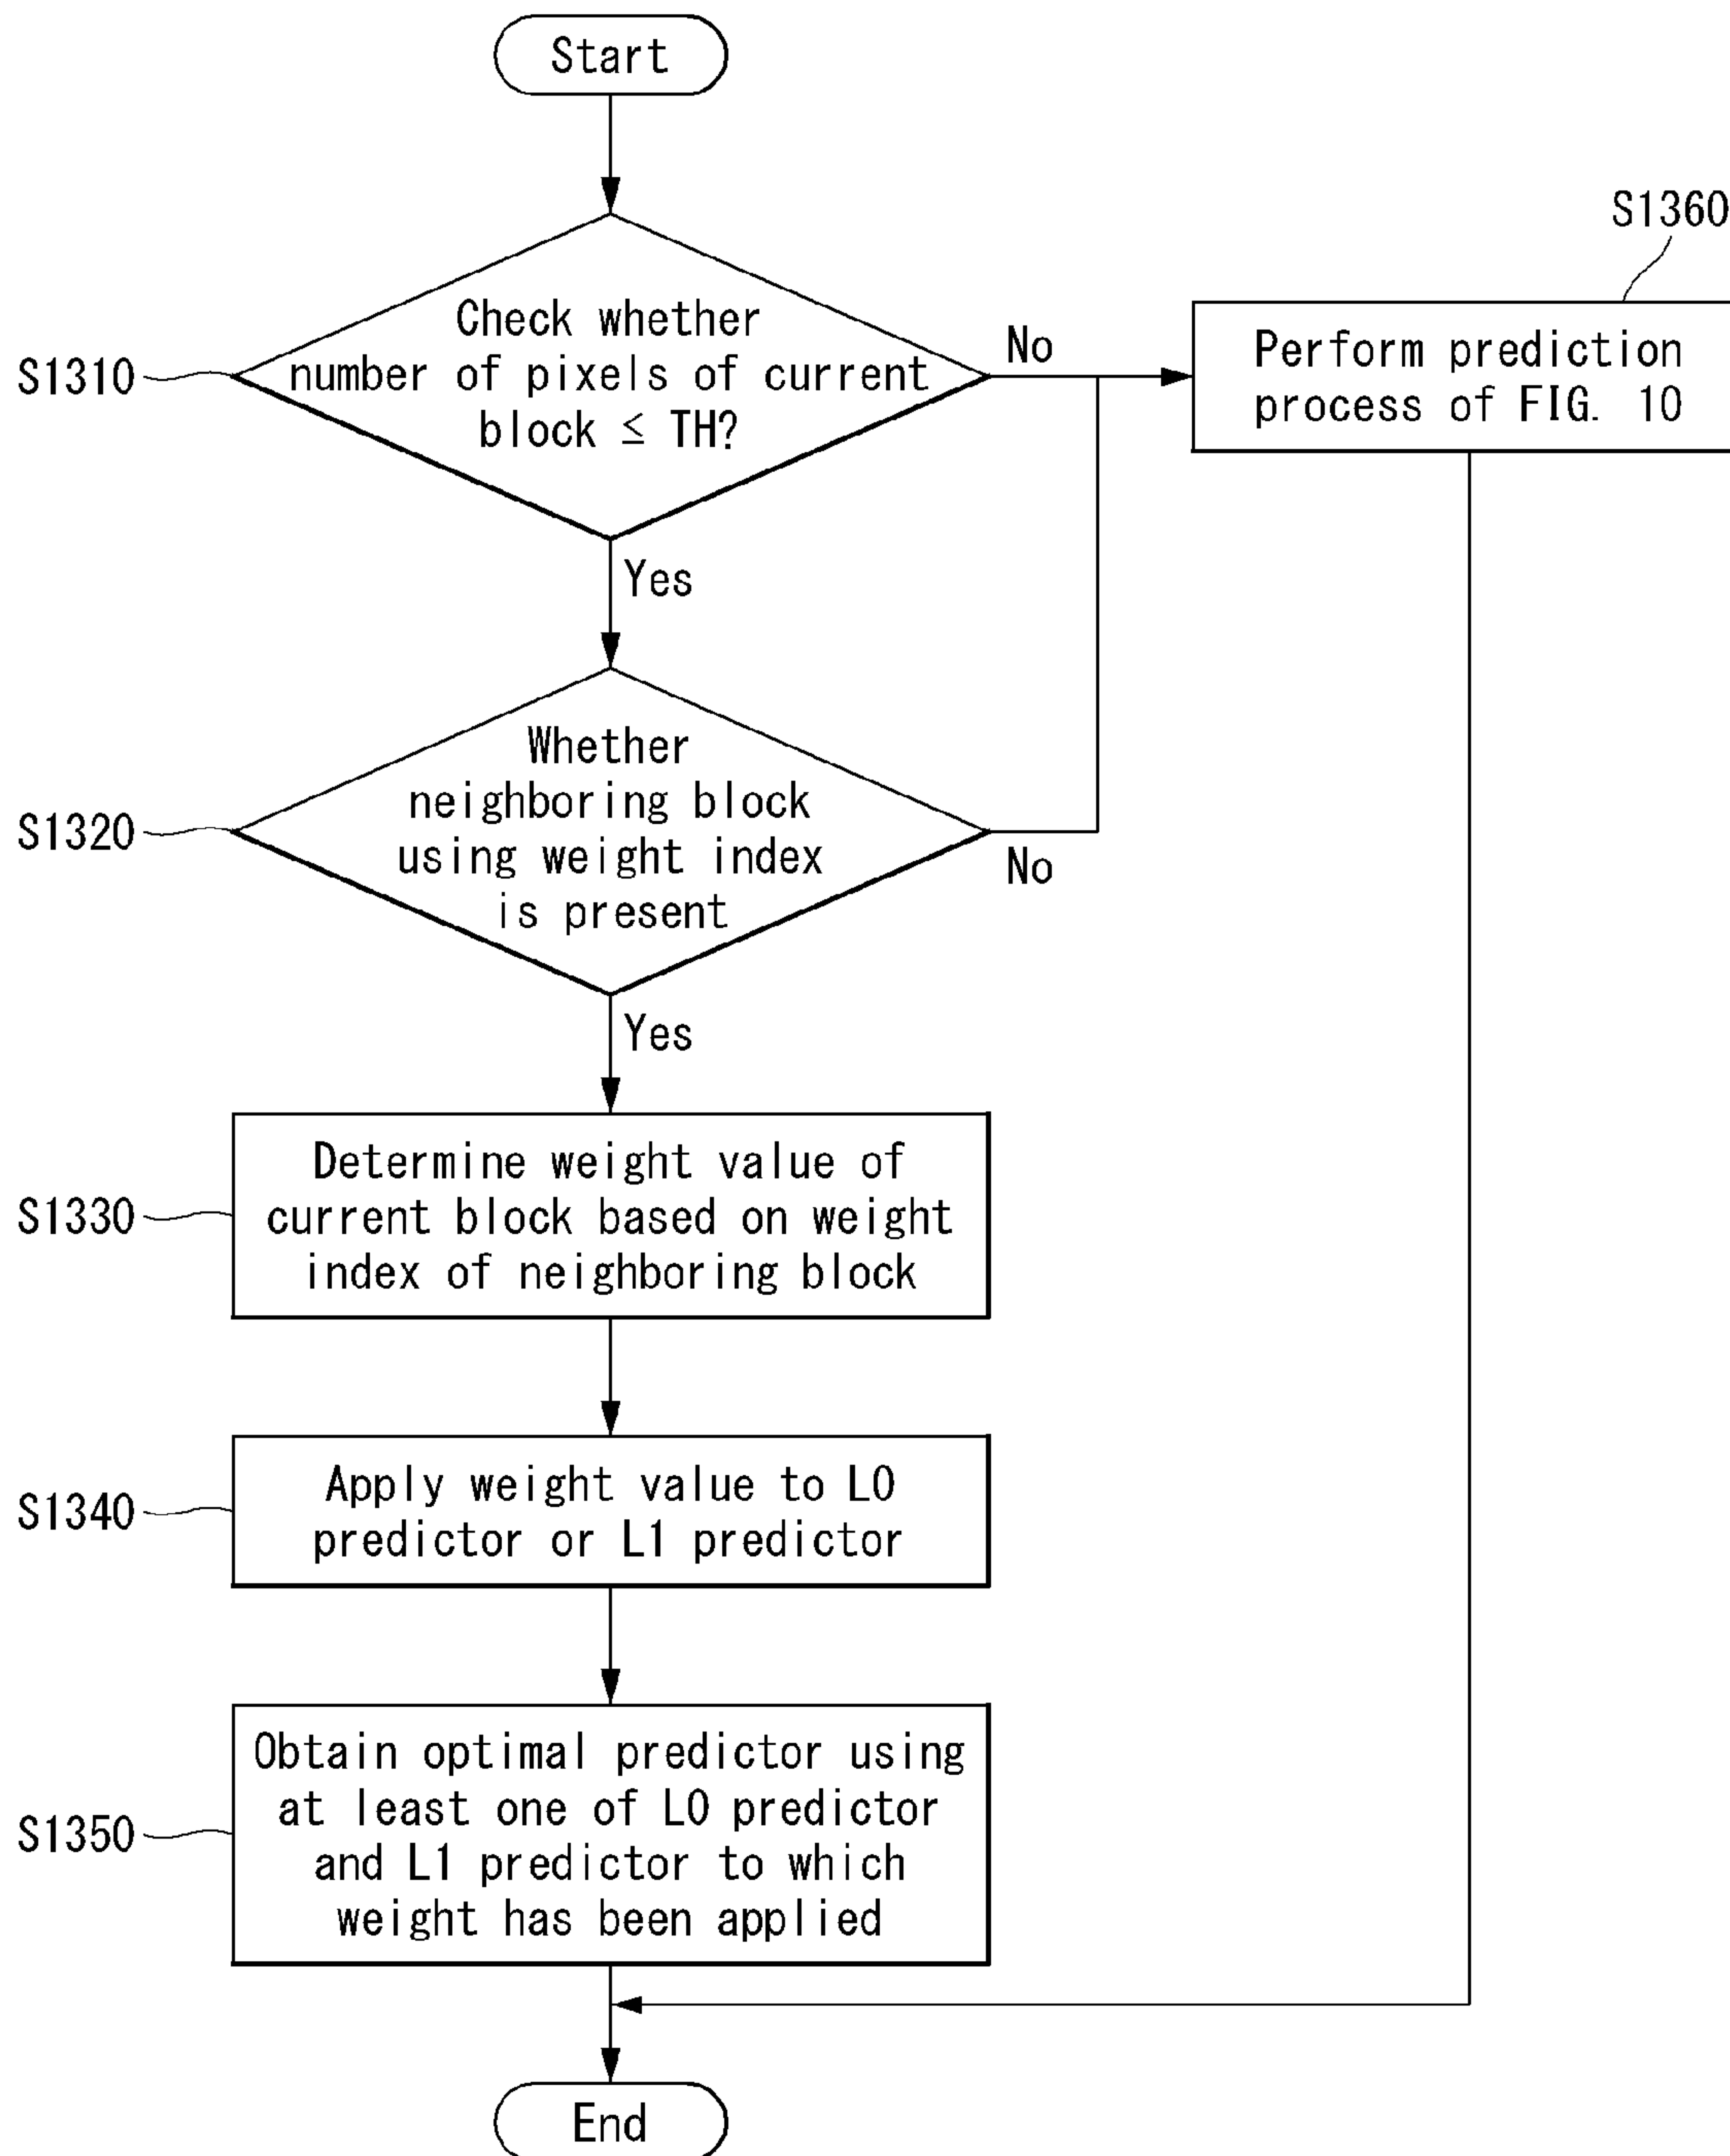 Start
S1310
Check whether
number of pixels of current
block ≤ TH?
No
Yes
S1360
Perform prediction
process of FIG. 10
S1320
Whether
neighboring block
using weight index
is present
No
Yes
S1330
Determine weight value of
current block based on weight
index of neighboring block
S1340
Apply weight value to L0
predictor or L1 predictor
S1350
Obtain optimal predictor using
at least one of L0 predictor
and L1 predictor to which
weight has been applied
End